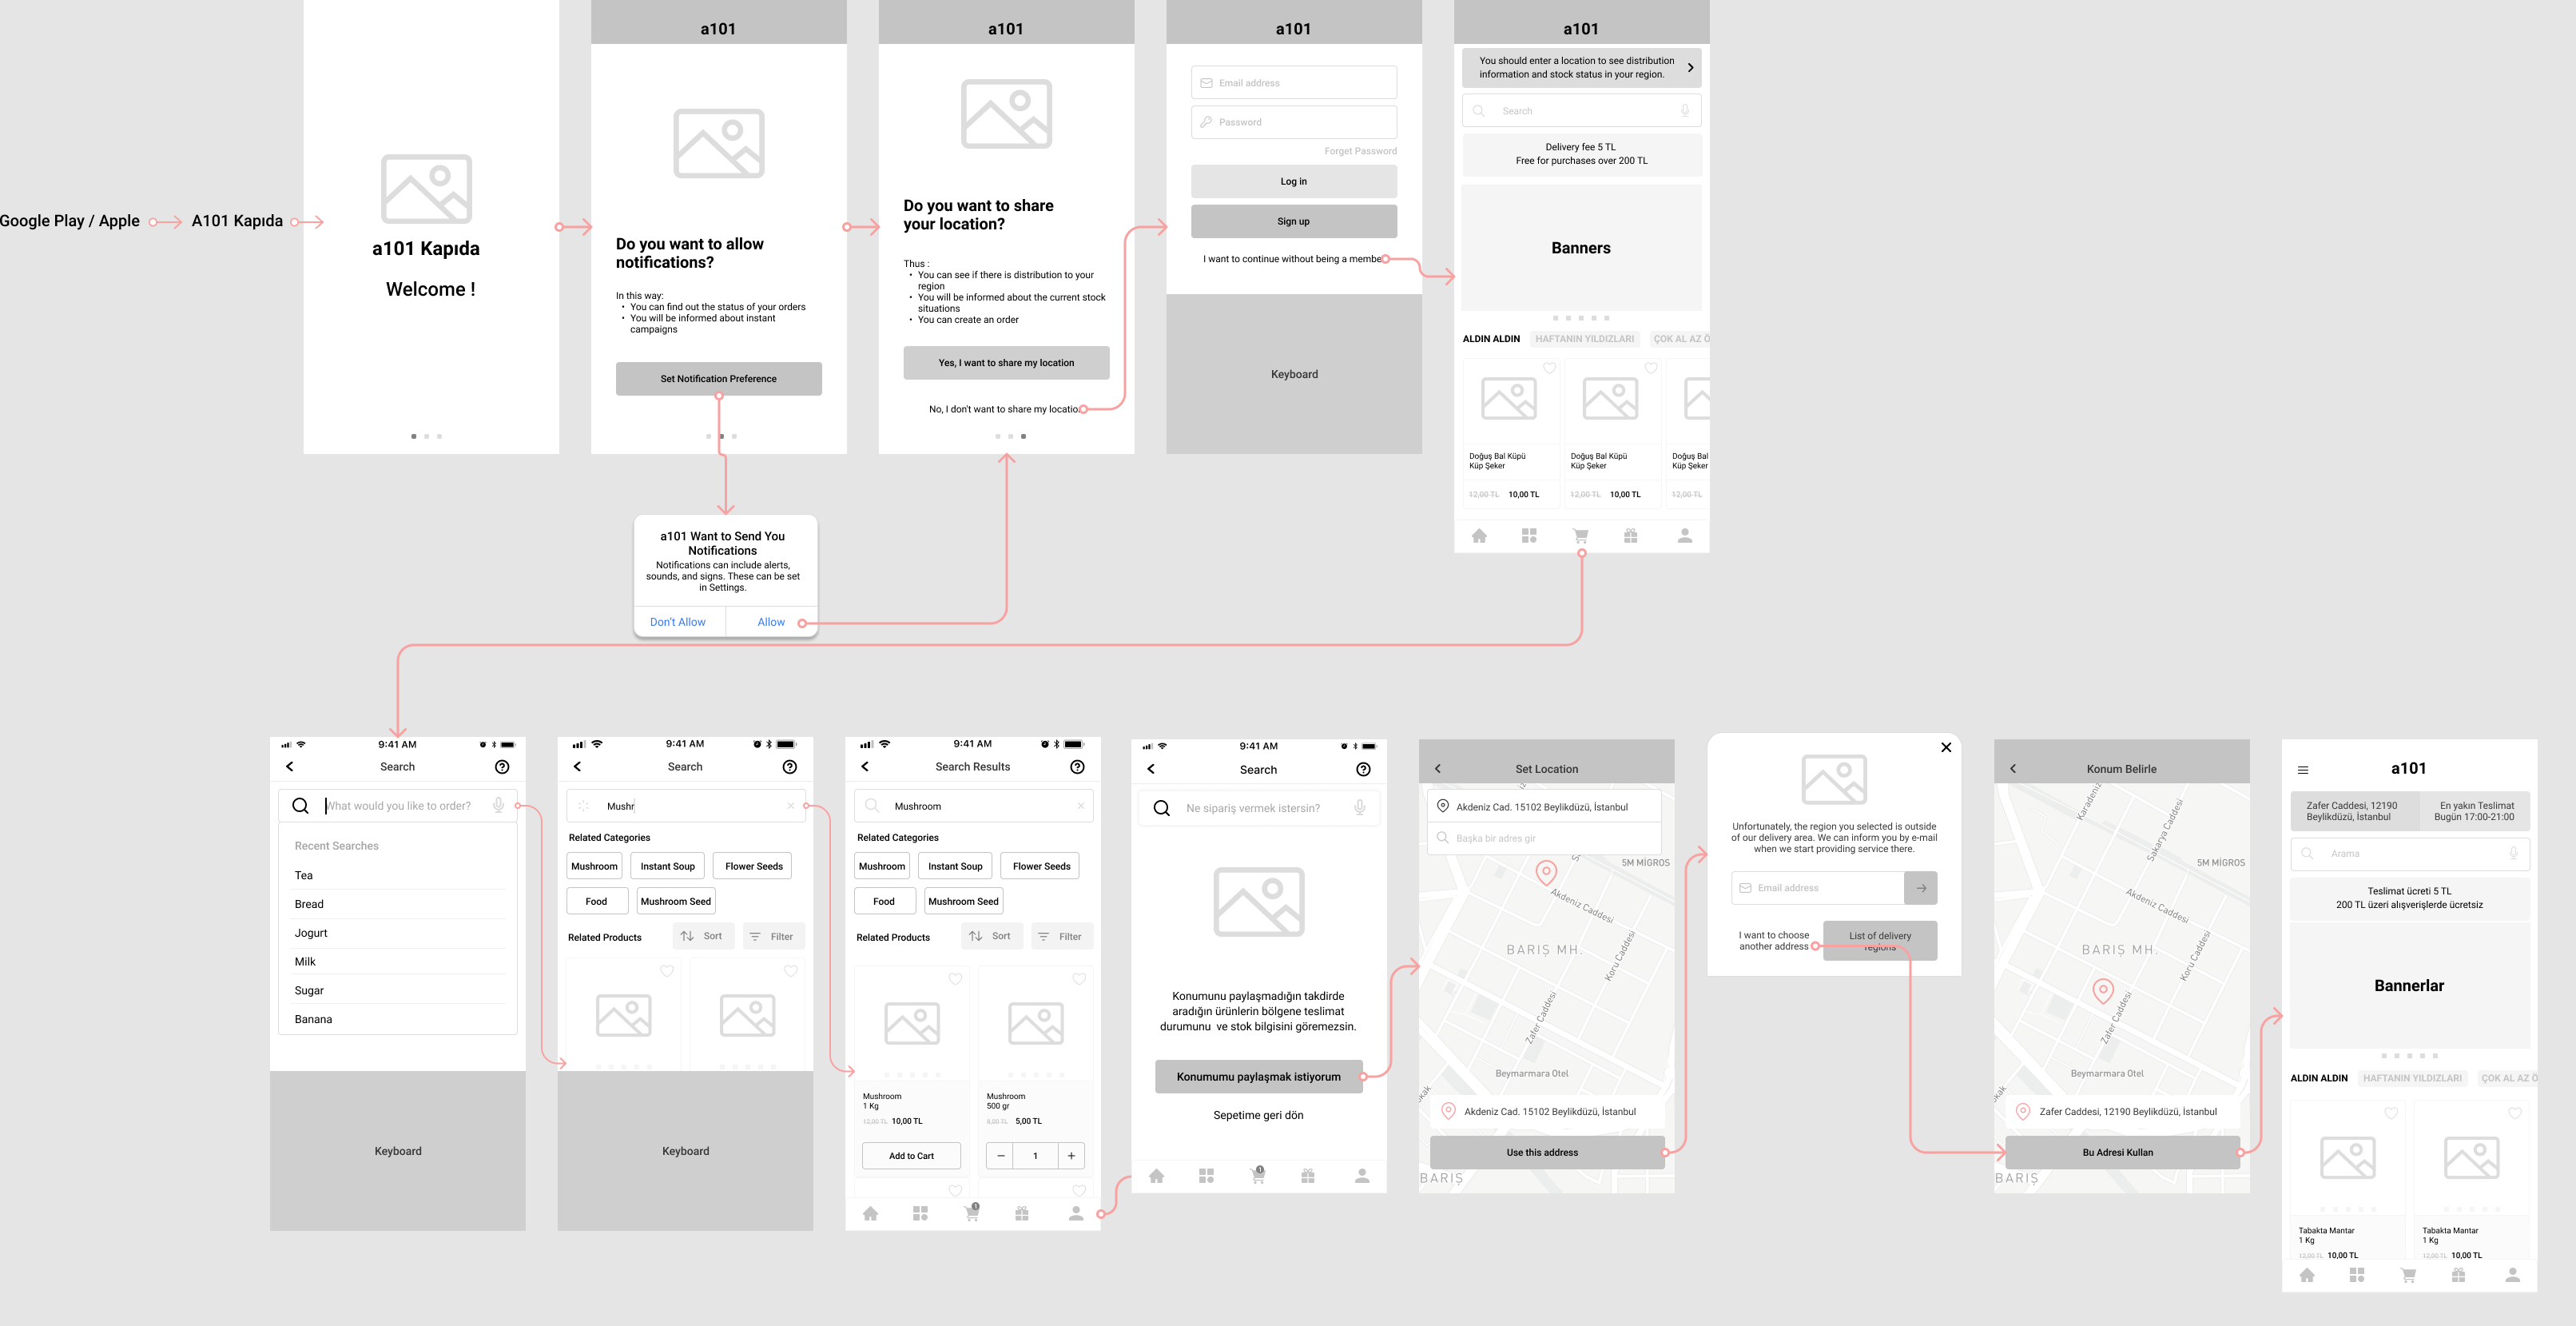 Google Play / Apple
A101 Kapıda
a101 Kapıda
Welcome !
a101
Do you want to allow
notifications?
In this way:
• You can find out the status of your orders
• You will be informed about instant
campaigns
Set Notification Preference
a101
Do you want to share
your location?
Thus :
• You can see if there is distribution to your
region
• You will be informed about the current stock
situations
• You can create an order
Yes, I want to share my location
No, I don't want to share my locatio
a101
Email address
Password
Forget Password
Log in
Sign up
I want to continue without being a membe
Keyboard
a101
You should enter a location to see distribution
information and stock status in your region.
Search
Delivery fee 5 TL
Free for purchases over 200 TL
Banners
ALDIN ALDIN HAFTANIN YILDIZLARI ÇOK AL AZ Ö
Doğuş Bal Küpü
Küp Şeker
12,00 TL 10,00 TL
Doğuş Bal Küpü
Küp Şeker
12,00 TL 10,00 TL
Doğuş Bal
Küp Şeker
12,00 TL
a101 Want to Send You
Notifications
Notifications can include alerts,
sounds, and signs. These can be set
in Settings.
Don't Allow Allow
9:41 AM
Search
What would you like to order?
Recent Searches
Tea
Bread
Jogurt
Milk
Sugar
Banana
Keyboard
9:41 AM
Search
Mushr
Related Categories
Mushroom Instant Soup Flower Seeds
Food Mushroom Seed
Related Products Sort Filter
Keyboard
9:41 AM
Search Results
Mushroom
Related Categories
Mushroom Instant Soup Flower Seeds
Food Mushroom Seed
Related Products Sort Filter
Mushroom
1 Kg
12,00 TL 10,00 TL
Add to Cart
Mushroom
500 gr
8,00 TL 5,00 TL
1
1
9:41 AM
Search
Ne sipariş vermek istersin?
Konumunu paylaşmadığın takdirde
aradığın ürünlerin bölgene teslimat
durumunu ve stok bilgisini göremezsin.
Konumumu paylaşmak istiyorum
Sepetime geri dön
1
Set Location
Akdeniz Cad. 15102 Beylikdüzü, İstanbul
Başka bir adres gir
5M MİGROS
Akdeniz Caddesi
BARIŞ MH.
Koru Caddesi
Zafer Caddesi
Beymarmara Otel
okak
Akdeniz Cad. 15102 Beylikdüzü, İstanbul
Use this address
BARIŞ
Unfortunately, the region you selected is outside
of our delivery area. We can inform you by e-mail
when we start providing service there.
Email address
I want to choose
another address
List of delivery
regions
Konum Belirle
Karadeniz
Sakarya Caddesi
5M MİGROS
Akdeniz Caddesi
BARIŞ MH.
Koru Caddesi
Zafer Caddesi
Beymarmara Otel
okak
Zafer Caddesi, 12190 Beylikdüzü, İstanbul
Bu Adresi Kullan
BARIŞ
a101
Zafer Caddesi, 12190
Beylikdüzü, İstanbul
En yakın Teslimat
Bugün 17:00-21:00
Arama
Teslimat ücreti 5 TL
200 TL üzeri alışverişlerde ücretsiz
Bannerlar
ALDIN ALDIN HAFTANIN YILDIZLARI ÇOK AL AZ Ö
Tabakta Mantar
1 Kg
12,00 TL 10,00 TL
Tabakta Mantar
1 Kg
12,00 TL 10,00 TL